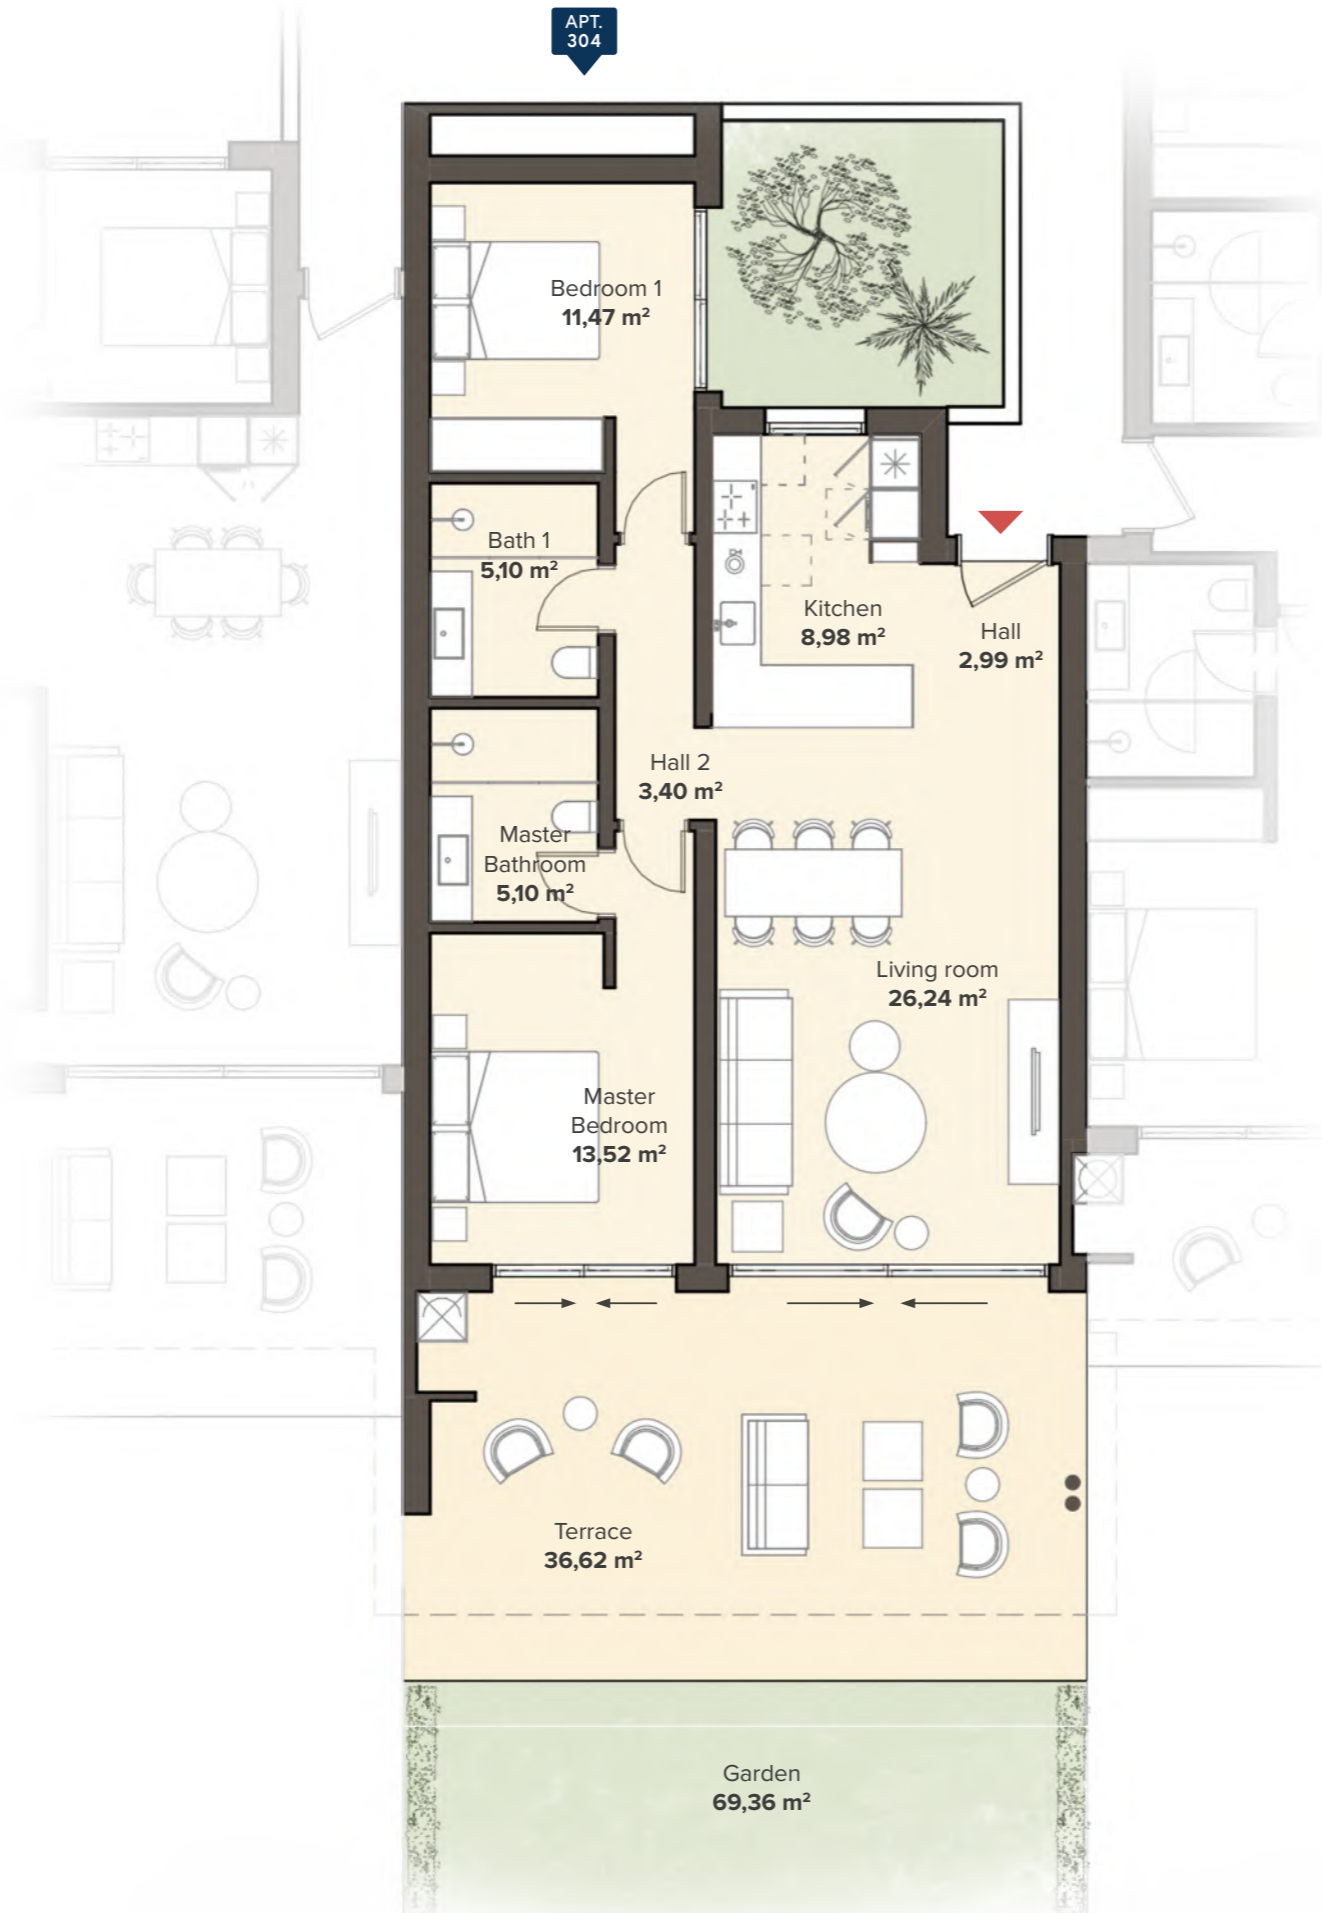 APT.
304
Bedroom 1
11,47 m²
Bath 1
5,10 m²
Kitchen
8,98 m²
Hall
2,99 m²
Hall 2
3,40 m²
Master
Bathroom
5,10 m²
Living room
26,24 m²
Master
Bedroom
13,52 m²
Terrace
36,62 m²
Garden
69,36 m²